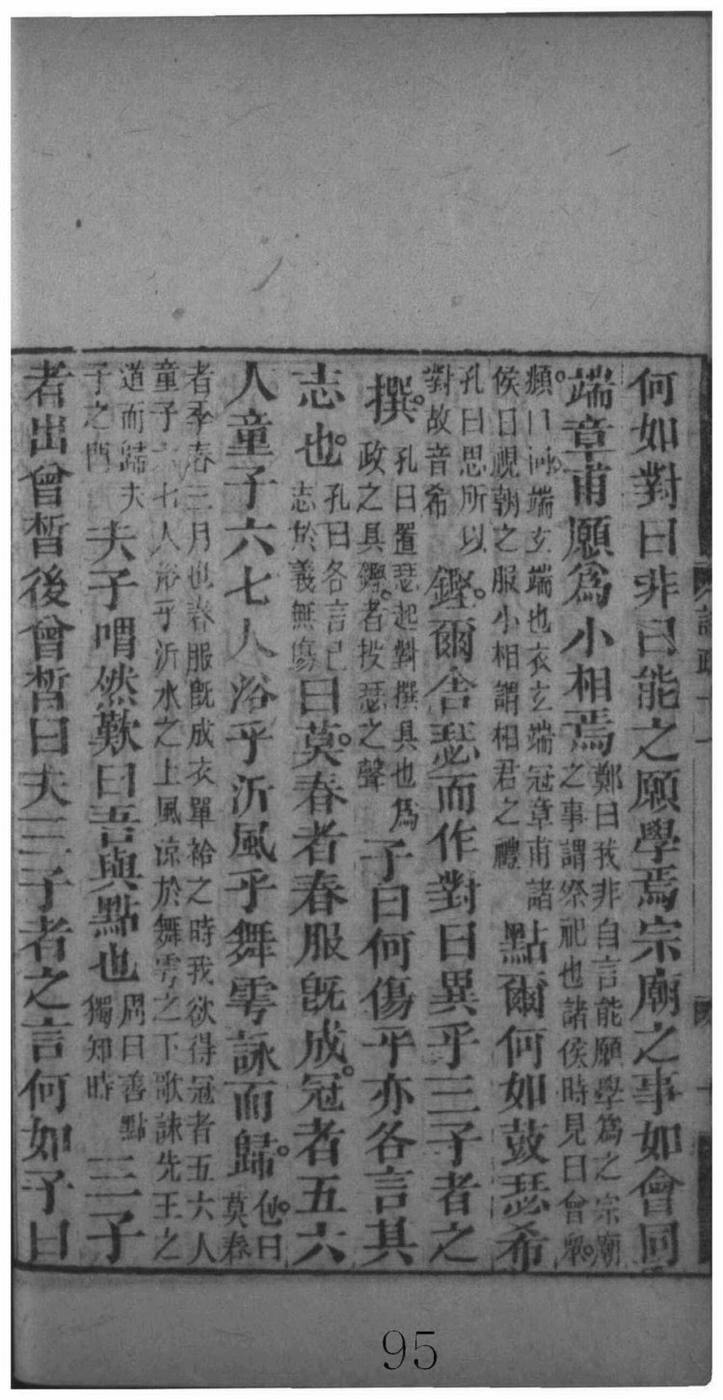 何如對曰非曰能之願學焉宗廟之事如會同
端章甫願爲小相焉鄭曰我非自言能願學爲之宗廟之事謂祭祀也諸侯時見曰會殷
頫曰同端玄端也衣玄端冠章甫諸侯日視朝之服小相謂相君之禮點爾何如鼓瑟希
孔曰思所以對故音希鏗爾舍瑟而作對曰異乎三子者之
撰孔曰置瑟起對撰具也爲政之具鏗者投瑟之聲子曰何傷乎亦各言其
志也孔曰各言己志於義無傷曰莫春者春服旣成冠者五六
人童子六七人浴乎沂風乎舞雩詠而歸包曰莫春
者季春三月也春服旣成衣單袷之時我欲得冠者五六人童子六七人浴乎沂水之上風凉於舞雩之下歌詠先王之
道而歸夫子之門夫子喟然歎曰吾與點也周曰善點獨知時三子
者出曾晳後曾晳曰夫三子者之言何如子曰
95